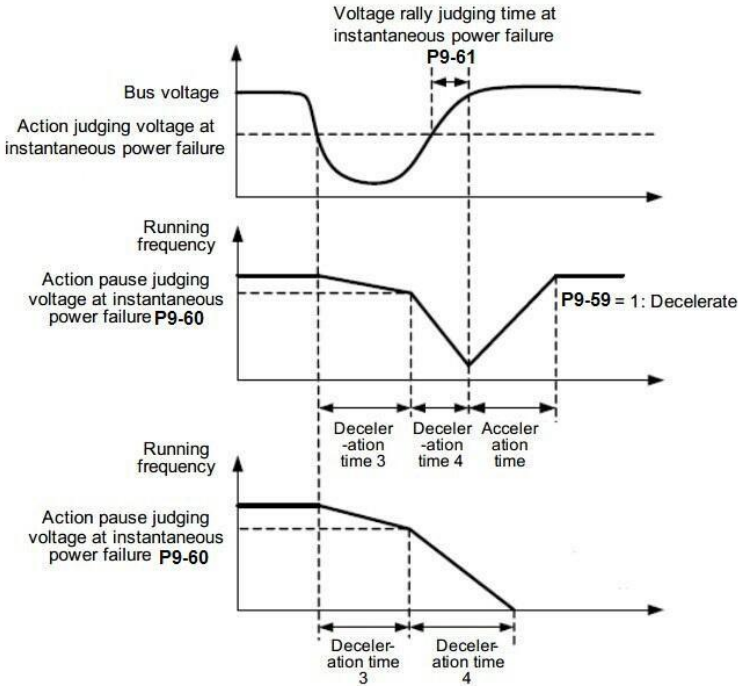 Voltage rally judging time at
instantaneous power failure
P9-61
Bus voltage
Action judging voltage at
instantaneous power failure
Running
frequency
Action pause judging
voltage at instantaneous
power failure P9-60
P9-59 = 1: Decelerate
Deceler
-ation
time 3
Deceler
-ation
time 4
Acceler
ation
time
Running
frequency
Action pause judging
voltage at instantaneous
power failure P9-60
Deceler-
ation time
3
Deceler-
ation time
4